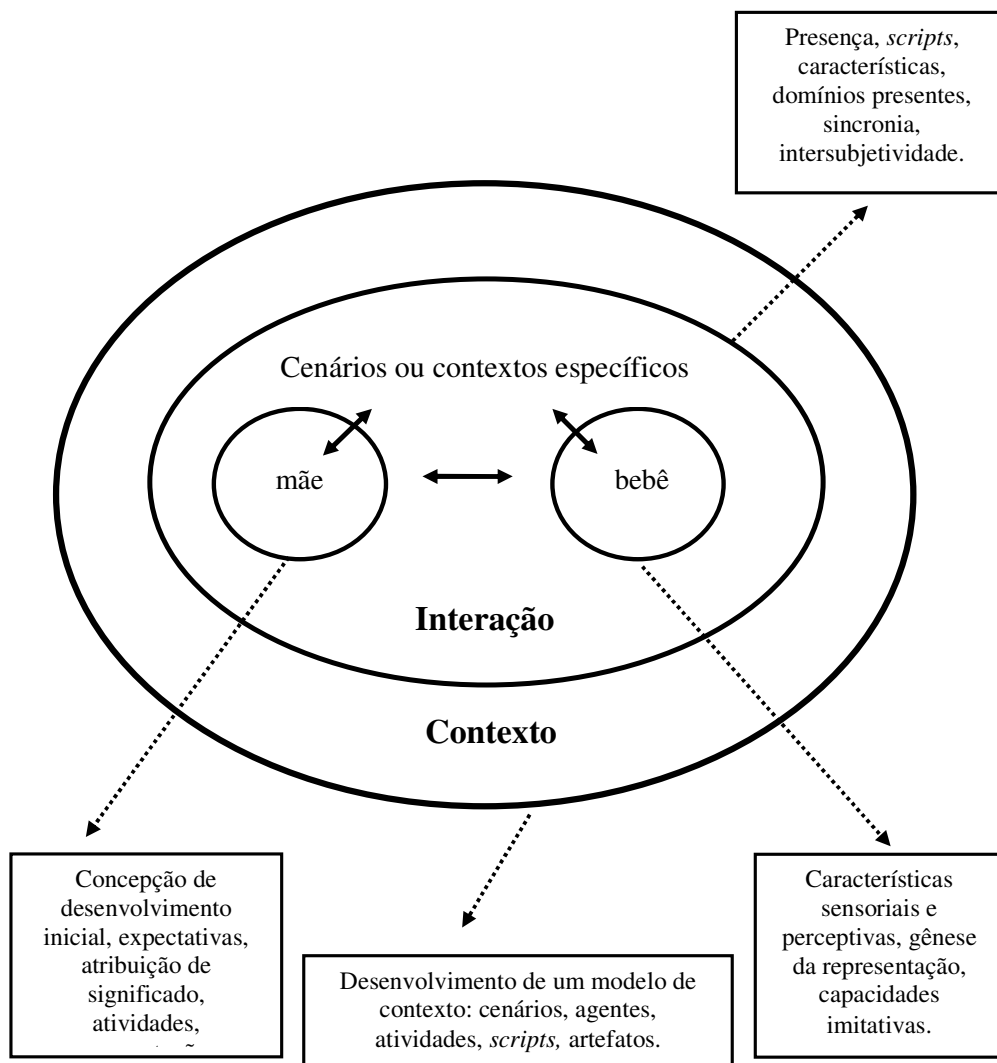 Presença, scripts,
características,
domínios presentes,
sincronia,
intersubjetividade.
Cenários ou contextos específicos
mãe
bebê
Interação
Contexto
Concepção de
desenvolvimento
inicial, expectativas,
atribuição de
significado,
atividades,
Desenvolvimento de um modelo de
contexto: cenários, agentes,
atividades, scripts, artefatos.
Características
sensoriais e
perceptivas, gênese
da representação,
capacidades
imitativas.